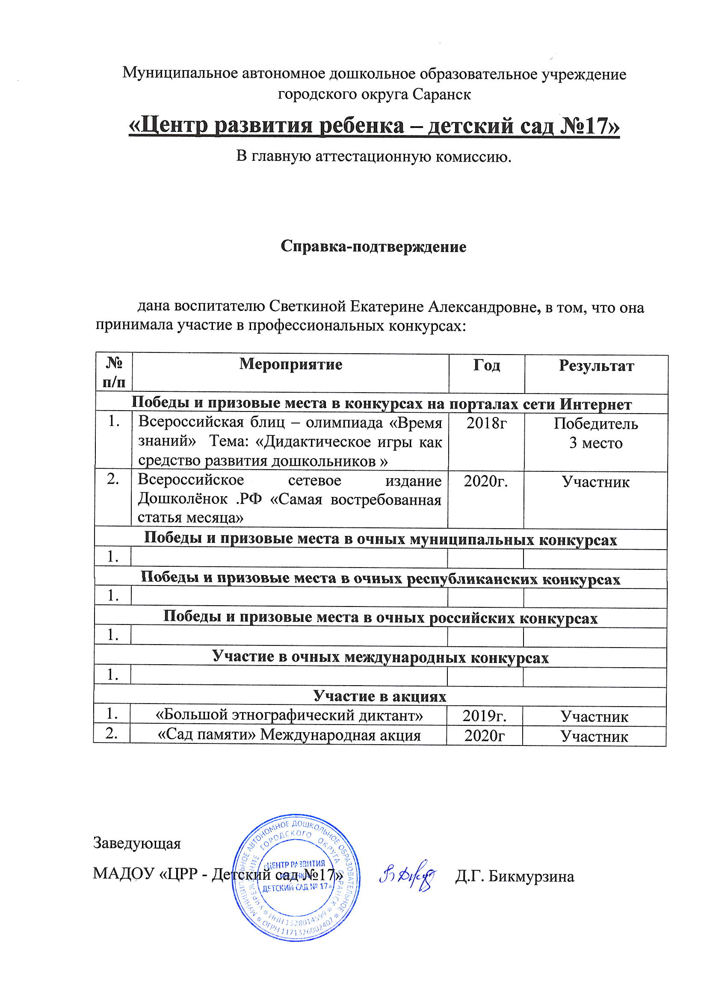 Муниципальное автономное дошкольное образовательное учреждение
городского округа Саранск
«Центр развития ребенка – детский сад №17»
В главную аттестационную комиссию.
Справка-подтверждение
дана воспитателю Светкиной Екатерине Александровне, в том, что она
принимала участие в профессиональных конкурсах:
№ п/п Мероприятие Год Результат
Победы и призовые места в конкурсах на порталах сети Интернет
1. Всероссийская блиц – олимпиада «Время 2018г Победитель
знаний» Тема: «Дидактическое игры как 3 место
средство развития дошкольников »
2. Всероссийское сетевое издание 2020г. Участник
Дошколёнок .РФ «Самая востребованная
статья месяца»
Победы и призовые места в очных муниципальных конкурсах
1.
Победы и призовые места в очных республиканских конкурсах
1.
Победы и призовые места в очных российских конкурсах
1.
Участие в очных международных конкурсах
1.
Участие в акциях
1. «Большой этнографический диктант» 2019г. Участник
2. «Сад памяти» Международная акция 2020г Участник
Заведующая
МАДОУ «ЦРР - Детский сад №17» Д.Г. Бикмурзина
МУНИЦИПАЛЬНОЕ АВТОНОМНОЕ ДОШКОЛЬНОЕ ОБРАЗОВАТЕЛЬНОЕ
УЧРЕЖДЕНИЕ ГОРОДСКОГО ОКРУГА САРАНСК
«ЦЕНТР РАЗВИТИЯ
ДЕТСКИЙ САД № 17»
ИНН 1328014599
ОГРН 1171326002407